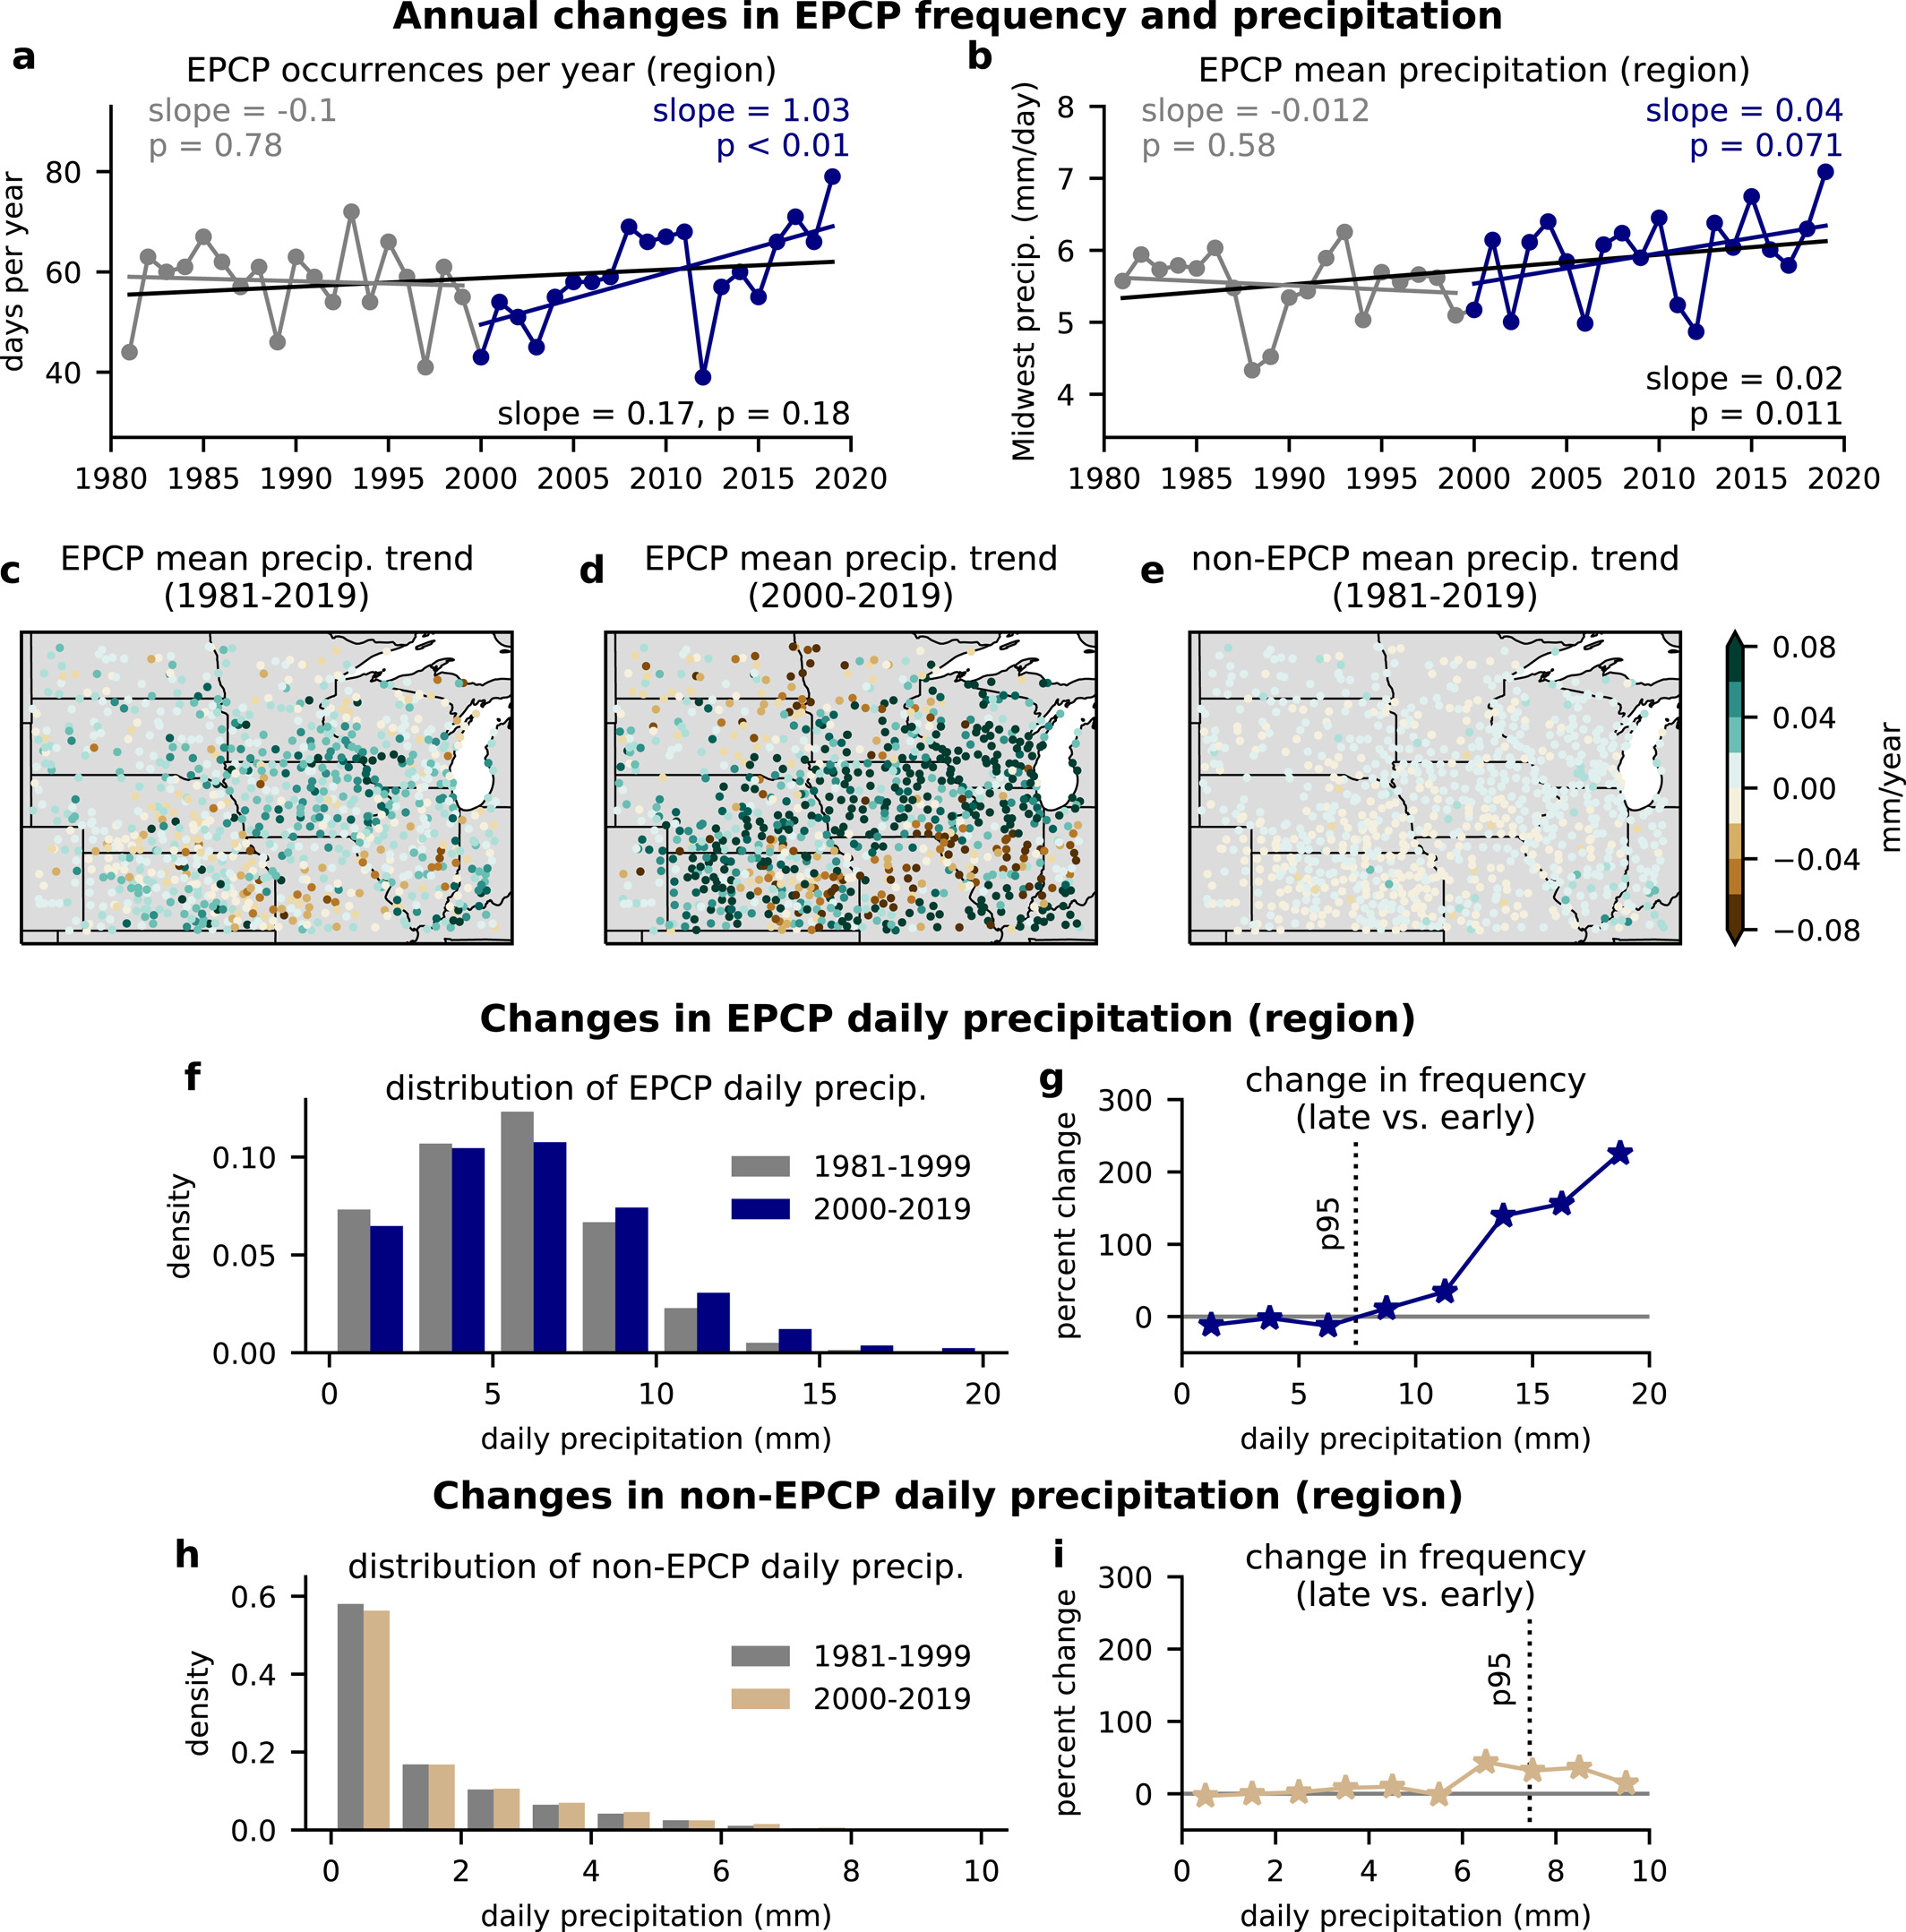 Annual changes in EPCP frequency and precipitation
a
EPCP occurrences per year (region)
slope = -0.1
p = 0.78
slope = 1.03
p < 0.01
days per year
80
60
40
slope = 0.17, p = 0.18
1980 1985 1990 1995 2000 2005 2010 2015 2020
b
EPCP mean precipitation (region)
slope = -0.012
p = 0.58
slope = 0.04
p = 0.071
Midwest precip. (mm/day)
8
7
6
5
4
slope = 0.02
p = 0.011
1980 1985 1990 1995 2000 2005 2010 2015 2020
c
EPCP mean precip. trend
(1981-2019)
d
EPCP mean precip. trend
(2000-2019)
e
non-EPCP mean precip. trend
(1981-2019)
0.08
0.04
0.00
−0.04
−0.08
mm/year
Changes in EPCP daily precipitation (region)
f
distribution of EPCP daily precip.
density
0.10
0.05
0.00
1981-1999
2000-2019
0 5 10 15 20
daily precipitation (mm)
g
change in frequency
(late vs. early)
percent change
300
200
100
0
p95
0 5 10 15 20
daily precipitation (mm)
Changes in non-EPCP daily precipitation (region)
h
distribution of non-EPCP daily precip.
density
0.6
0.4
0.2
0.0
1981-1999
2000-2019
0 2 4 6 8 10
daily precipitation (mm)
i
change in frequency
(late vs. early)
percent change
300
200
100
0
p95
0 2 4 6 8 10
daily precipitation (mm)